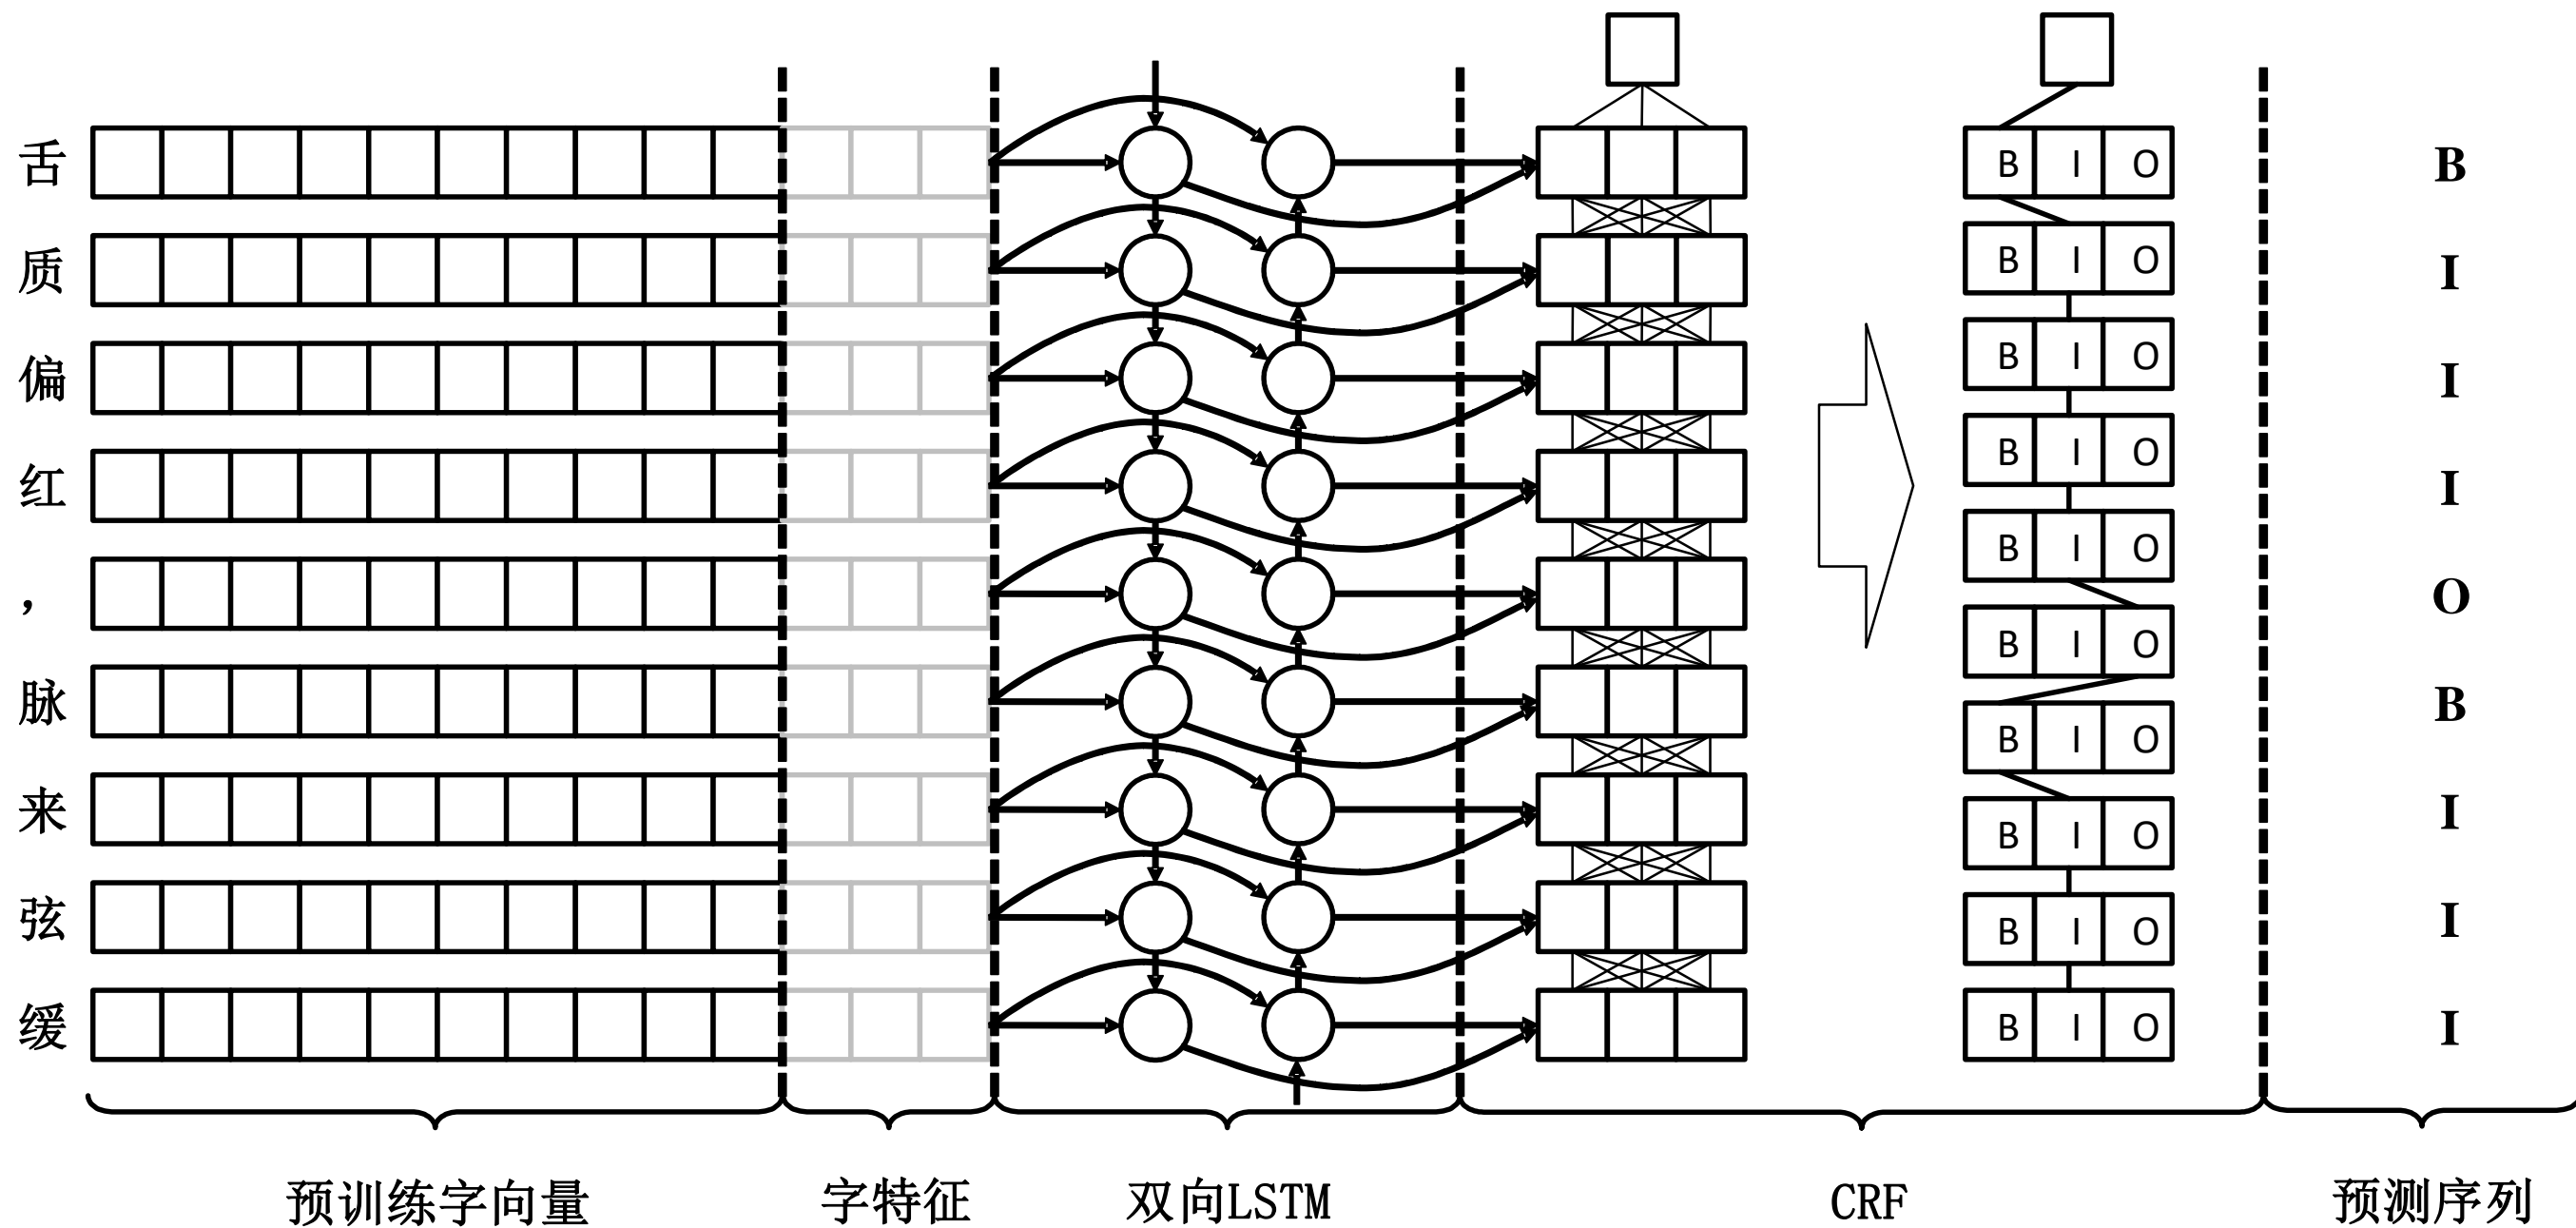 舌 B I O B
质 B I O I
偏 B I O I
红 B I O I
， B I O O
B I O
脉 B I O B
来 B I O I
弦 B I O I
缓 B I O I
预训练字向量 字特征 双向LSTM CRF 预测序列